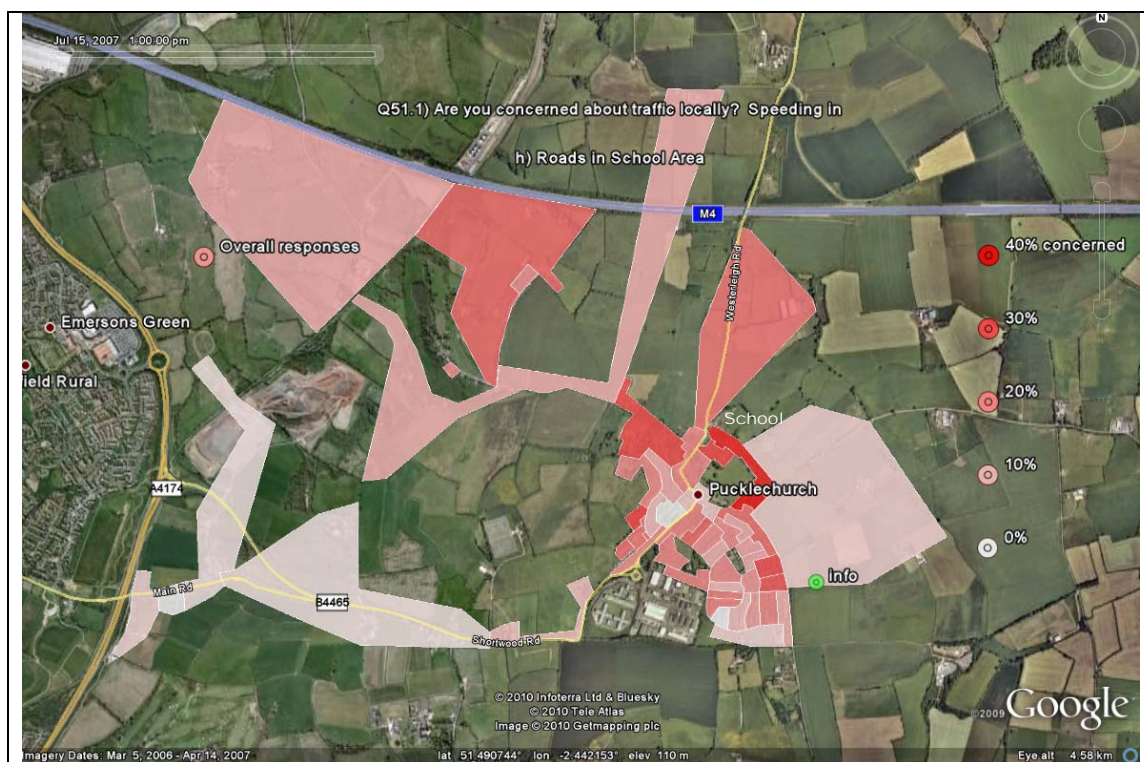 Jul 15, 2007 1:00:00 pm
N
Q51.1) Are you concerned about traffic locally? Speeding in
h) Roads in School Area
M4
Overall responses
40% concerned
Westerleigh Rd
Emersons Green
30%
field Rural
20%
School
10%
A4174
Pucklechurch
0%
info
Main Rd
B4465
Shortwood Rd
© 2010 Infoterra Ltd & Bluesky
© 2010 Tele Atlas
Image © 2010 Getmapping plc
©2009 Google
Imagery Dates: Mar 5, 2006 - Apr 14, 2007
lat 51.490744° lon -2.442153° elev 110 m
Eye alt 4.58 km